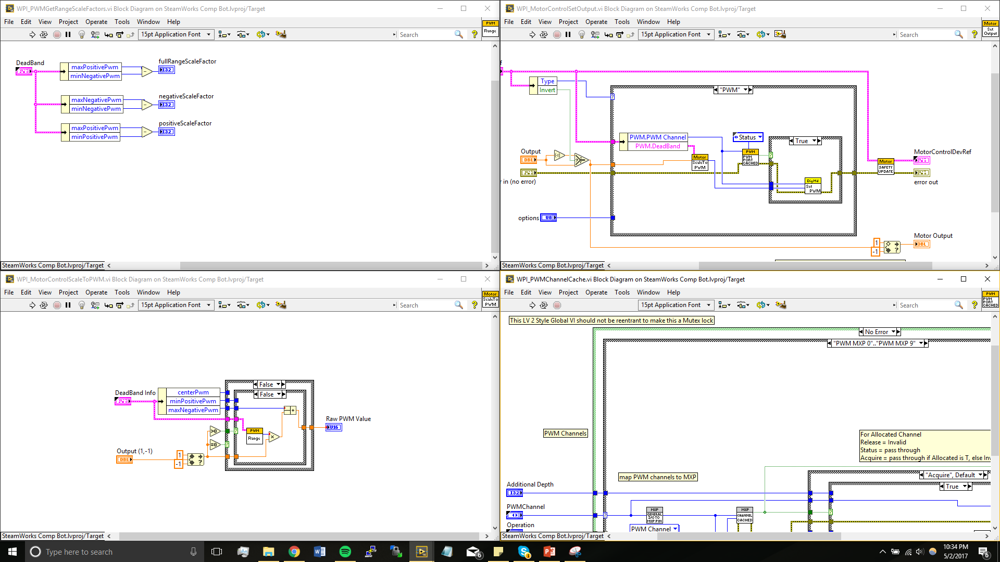 WPI_PWMGetRangeScaleFactors.vi Block Diagram on SteamWorks Comp Bot.lvproj/Target
File Edit View Project Operate Tools Window Help
15pt Application Font
Search
PWM
Range
DeadBand
maxPositivePwm
minNegativePwm
fullRangeScaleFactor
I32
maxNegativePwm
minNegativePwm
negativeScaleFactor
I32
maxPositivePwm
minPositivePwm
positiveScaleFactor
I32
SteamWorks Comp Bot.lvproj/Target
WPI_MotorControlSetOutput.vi Block Diagram on SteamWorks Comp Bot.lvproj/Target
File Edit View Project Operate Tools Window Help
15pt Application Font
Search
Motor
Set
Output
f
Type
Invert
"PWM"
PWM.PWM Channel
PWM.DeadBand
Status
True
Output
DBL
Motor
ScaleTo
PWM
PWM
PWM
PORT
CACHED
DigMd
Set
PWM
r in (no error)
Motor
SAFETY
UPDATE
MotorControlDevRef
error out
options
U8
Motor Output
1
-1
DBL
SteamWorks Comp Bot.lvproj/Target
WPI_MotorControlScaleToPWM.vi Block Diagram on SteamWorks Comp Bot.lvproj/Target
File Edit View Project Operate Tools Window Help
15pt Application Font
Search
Motor
ScaleTo
PWM
False
False
DeadBand Info
centerPwm
minPositivePwm
maxNegativePwm
Raw PWM Value
U16
PWM
Range
>0
=0
Output (1,-1)
DBL
1
-1
SteamWorks Comp Bot.lvproj/Target
WPI_PWMChannelCache.vi Block Diagram on SteamWorks Comp Bot.lvproj/Target
File Edit View Project Operate Tools Window Help
15pt Application Font
Search
PWM
PWM
PORT
CACHED
This LV 2 Style Global VI should not be reentrant to make this a Mutex lock
No Error
"PWM MXP 0".."PWM MXP 9"
PWM Channels
For Allocated Channel
Release = Invalid
Status = pass through
Acquire = pass through if Allocated is T, else Inv
map PWM channels to MXP
"Acquire", Default
True
Additional Depth
I32
PWMChannel
MXP
GENERAL
I/O TO
MXP PIN
MXP
CHANNEL
CACHED
Operation
PWM Channel
SteamWorks Comp Bot.lvproj/Target
Type here to search
6
1
10:34 PM
5/2/2017
6